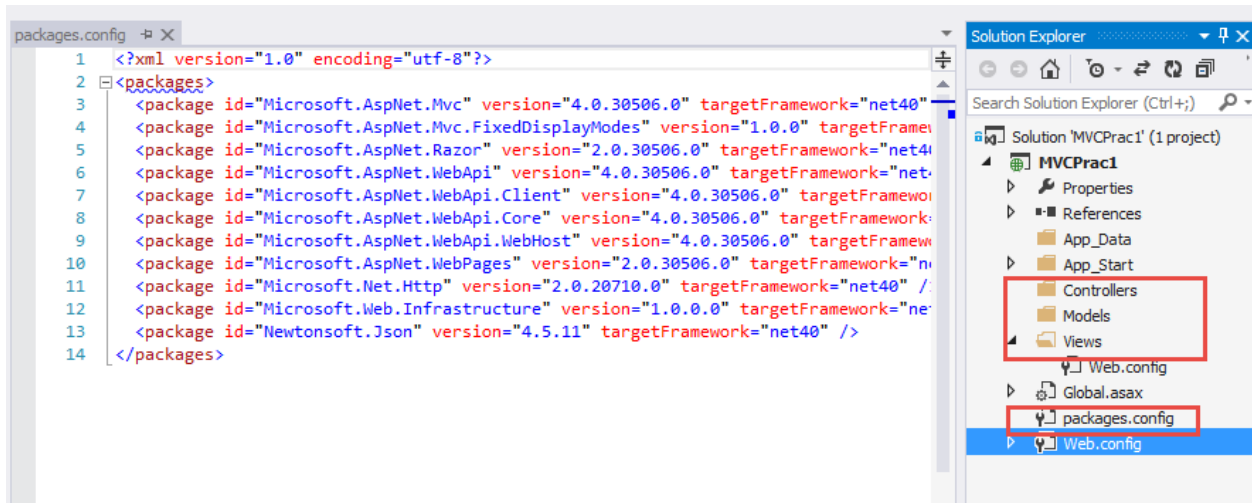 packages.config
1 <?xml version="1.0" encoding="utf-8"?>
2 <packages>
3 <package id="Microsoft.AspNet.Mvc" version="4.0.30506.0" targetFramework="net40"
4 <package id="Microsoft.AspNet.Mvc.FixedDisplayModes" version="1.0.0" targetFramew
5 <package id="Microsoft.AspNet.Razor" version="2.0.30506.0" targetFramework="net4
6 <package id="Microsoft.AspNet.WebApi" version="4.0.30506.0" targetFramework="net
7 <package id="Microsoft.AspNet.WebApi.Client" version="4.0.30506.0" targetFramewo
8 <package id="Microsoft.AspNet.WebApi.Core" version="4.0.30506.0" targetFramework
9 <package id="Microsoft.AspNet.WebApi.WebHost" version="4.0.30506.0" targetFramew
10 <package id="Microsoft.AspNet.WebPages" version="2.0.30506.0" targetFramework="n
11 <package id="Microsoft.Net.Http" version="2.0.20710.0" targetFramework="net40" /
12 <package id="Microsoft.Web.Infrastructure" version="1.0.0.0" targetFramework="ne
13 <package id="Newtonsoft.Json" version="4.5.11" targetFramework="net40" />
14 </packages>
Solution Explorer
Search Solution Explorer (Ctrl+;)
Solution 'MVCPrac1' (1 project)
MVCPrac1
Properties
References
App_Data
App_Start
Controllers
Models
Views
Web.config
Global.asax
packages.config
Web.config